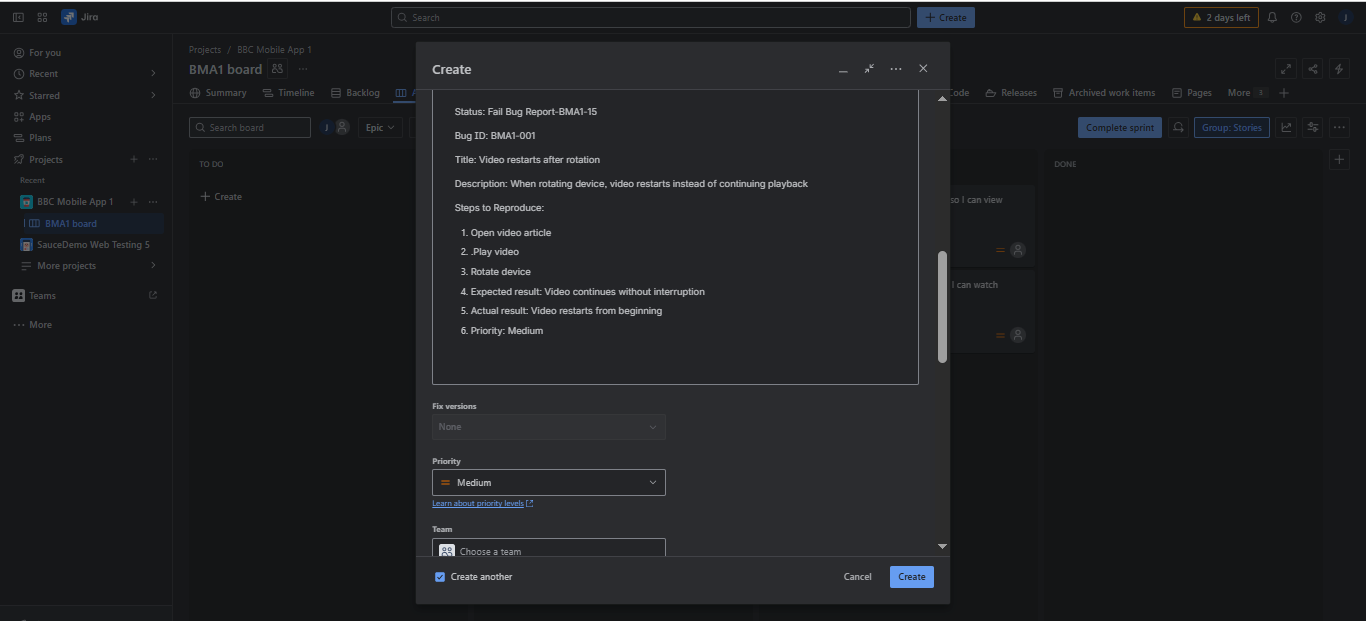 Jira
Search
+ Create
2 days left
J
For you
Recent
Starred
Apps
Plans
Projects
Recent
BBC Mobile App 1
BMA1 board
SauceDemo Web Testing 5
More projects
Teams
More
Projects / BBC Mobile App 1
BMA1 board
Summary
Timeline
Backlog
A
ode
Releases
Archived work items
Pages
More 3
Search board
J
Epic
Complete sprint
Group: Stories
TO DO
+ Create
DONE
so I can view
I can watch
Create
Status: Fail Bug Report-BMA1-15
Bug ID: BMA1-001
Title: Video restarts after rotation
Description: When rotating device, video restarts instead of continuing playback
Steps to Reproduce:
1. Open video article
2. .Play video
3. Rotate device
4. Expected result: Video continues without interruption
5. Actual result: Video restarts from beginning
6. Priority: Medium
Fix versions
None
Priority
Medium
Learn about priority levels
Team
Choose a team
Create another
Cancel
Create